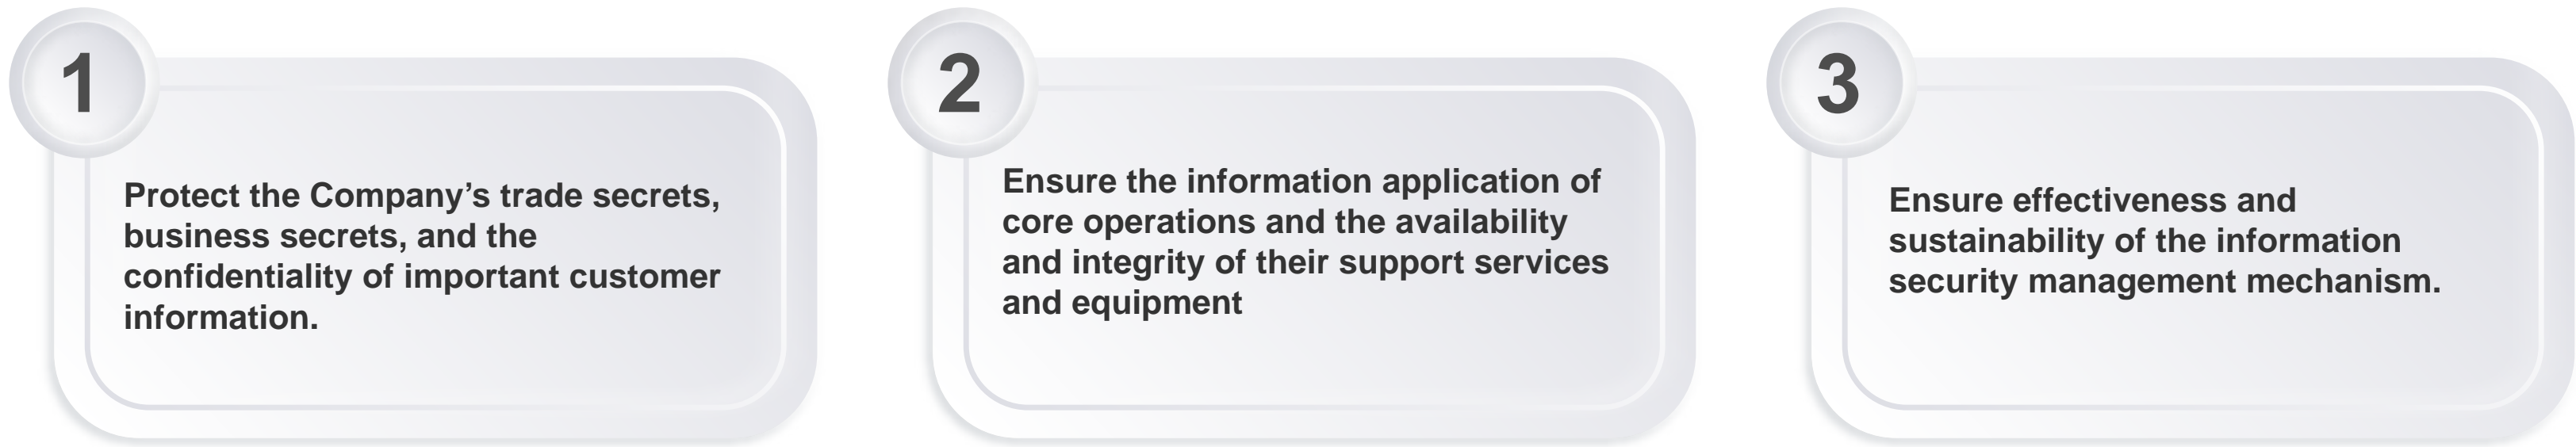 1
Protect the Company’s trade secrets,
business secrets, and the
confidentiality of important customer
information.
2
Ensure the information application of
core operations and the availability
and integrity of their support services
and equipment
3
Ensure effectiveness and
sustainability of the information
security management mechanism.